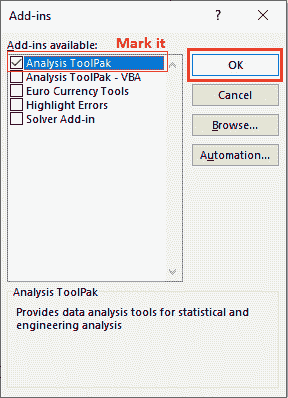 Add-ins
? ×
Add-ins available:
Mark it
Analysis ToolPak
Analysis ToolPak - VBA
Euro Currency Tools
Highlight Errors
Solver Add-in
OK
Cancel
Browse...
Automation...
Analysis ToolPak
Provides data analysis tools for statistical and
engineering analysis